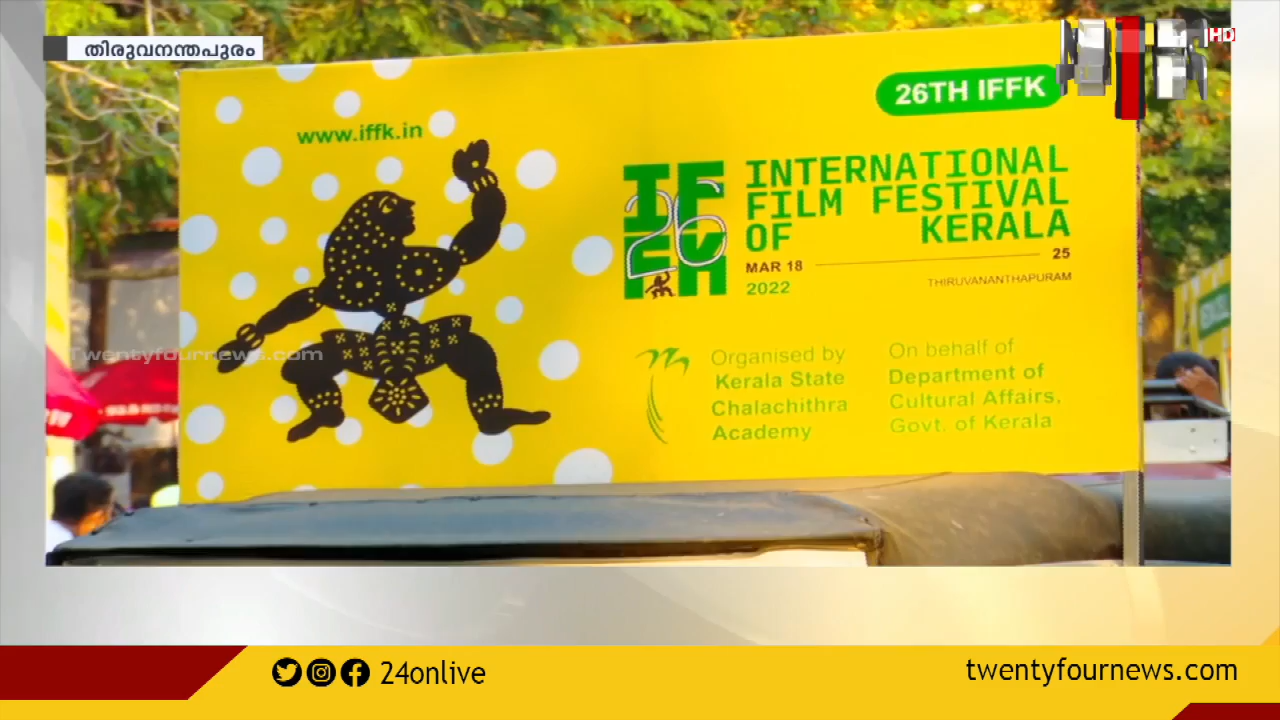 തിരുവനന്തപുരം
HD
26TH IFFK
www.iffk.in
IF
FK
26
INTERNATIONAL
FILM FESTIVAL
OF KERALA
MAR 18 25
2022 THIRUVANANTHAPURAM
Twentyfournews.com
Organised by
Kerala State
Chalachithra
Academy
On behalf of
Department of
Cultural Affairs,
Govt. of Kerala
24onlive
twentyfournews.com